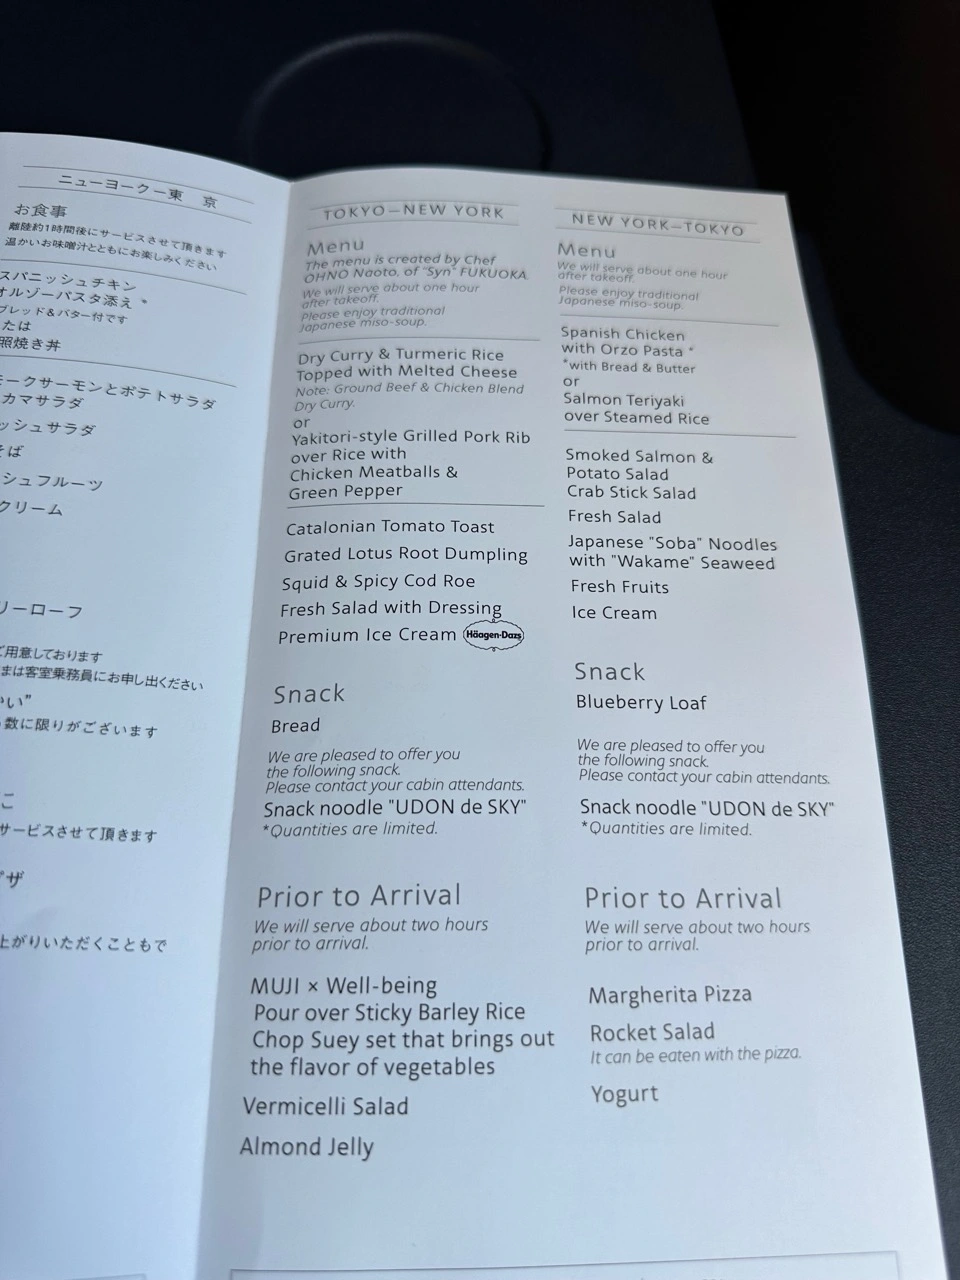 ニューヨークー東　京
お食事
離陸約1時間後にサービスさせて頂きます
温かいお味噌汁とともにお楽しみください
スパニッシュチキン
オルゾーパスタ添え *
ブレッド&バター付です
たは
照焼き丼
モークサーモンとポテトサラダ
カマサラダ
ッシュサラダ
そば
シュフルーツ
クリーム
リーローフ
ご用意しております
まは客室乗務員にお申し出ください
い”
数に限りがございます
こ
サービスさせて頂きます
ピザ
上がりいただくこともで
TOKYO—NEW YORK
Menu
The menu is created by Chef
OHNO Naoto, of "Syn" FUKUOKA.
We will serve about one hour
after takeoff.
Please enjoy traditional
Japanese miso-soup.
Dry Curry & Turmeric Rice
Topped with Melted Cheese
Note: Ground Beef & Chicken Blend
Dry Curry.
or
Yakitori-style Grilled Pork Rib
over Rice with
Chicken Meatballs &
Green Pepper
Catalonian Tomato Toast
Grated Lotus Root Dumpling
Squid & Spicy Cod Roe
Fresh Salad with Dressing
Premium Ice Cream Häagen-Dazs
Snack
Bread
We are pleased to offer you
the following snack.
Please contact your cabin attendants.
Snack noodle "UDON de SKY"
*Quantities are limited.
Prior to Arrival
We will serve about two hours
prior to arrival.
MUJI × Well-being
Pour over Sticky Barley Rice
Chop Suey set that brings out
the flavor of vegetables
Vermicelli Salad
Almond Jelly
NEW YORK—TOKYO
Menu
We will serve about one hour
after takeoff.
Please enjoy traditional
Japanese miso-soup.
Spanish Chicken
with Orzo Pasta *
*with Bread & Butter
or
Salmon Teriyaki
over Steamed Rice
Smoked Salmon &
Potato Salad
Crab Stick Salad
Fresh Salad
Japanese "Soba" Noodles
with "Wakame" Seaweed
Fresh Fruits
Ice Cream
Snack
Blueberry Loaf
We are pleased to offer you
the following snack.
Please contact your cabin attendants.
Snack noodle "UDON de SKY"
*Quantities are limited.
Prior to Arrival
We will serve about two hours
prior to arrival.
Margherita Pizza
Rocket Salad
It can be eaten with the pizza.
Yogurt